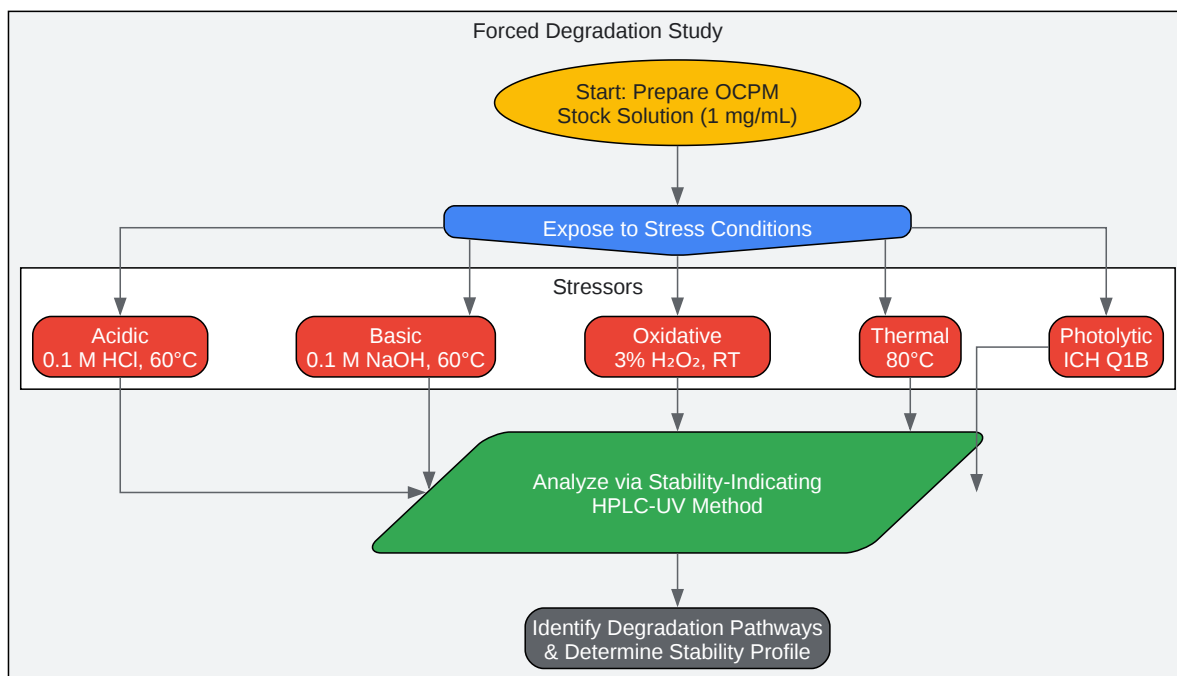 Forced Degradation Study
Start: Prepare OCPM
Stock Solution (1 mg/mL)
Expose to Stress Conditions
Stressors
Acidic
0.1 M HCl, 60°C
Basic
0.1 M NaOH, 60°C
Oxidative
3% H₂O₂, RT
Thermal
80°C
Photolytic
ICH Q1B
Analyze via Stability-Indicating
HPLC-UV Method
Identify Degradation Pathways
& Determine Stability Profile